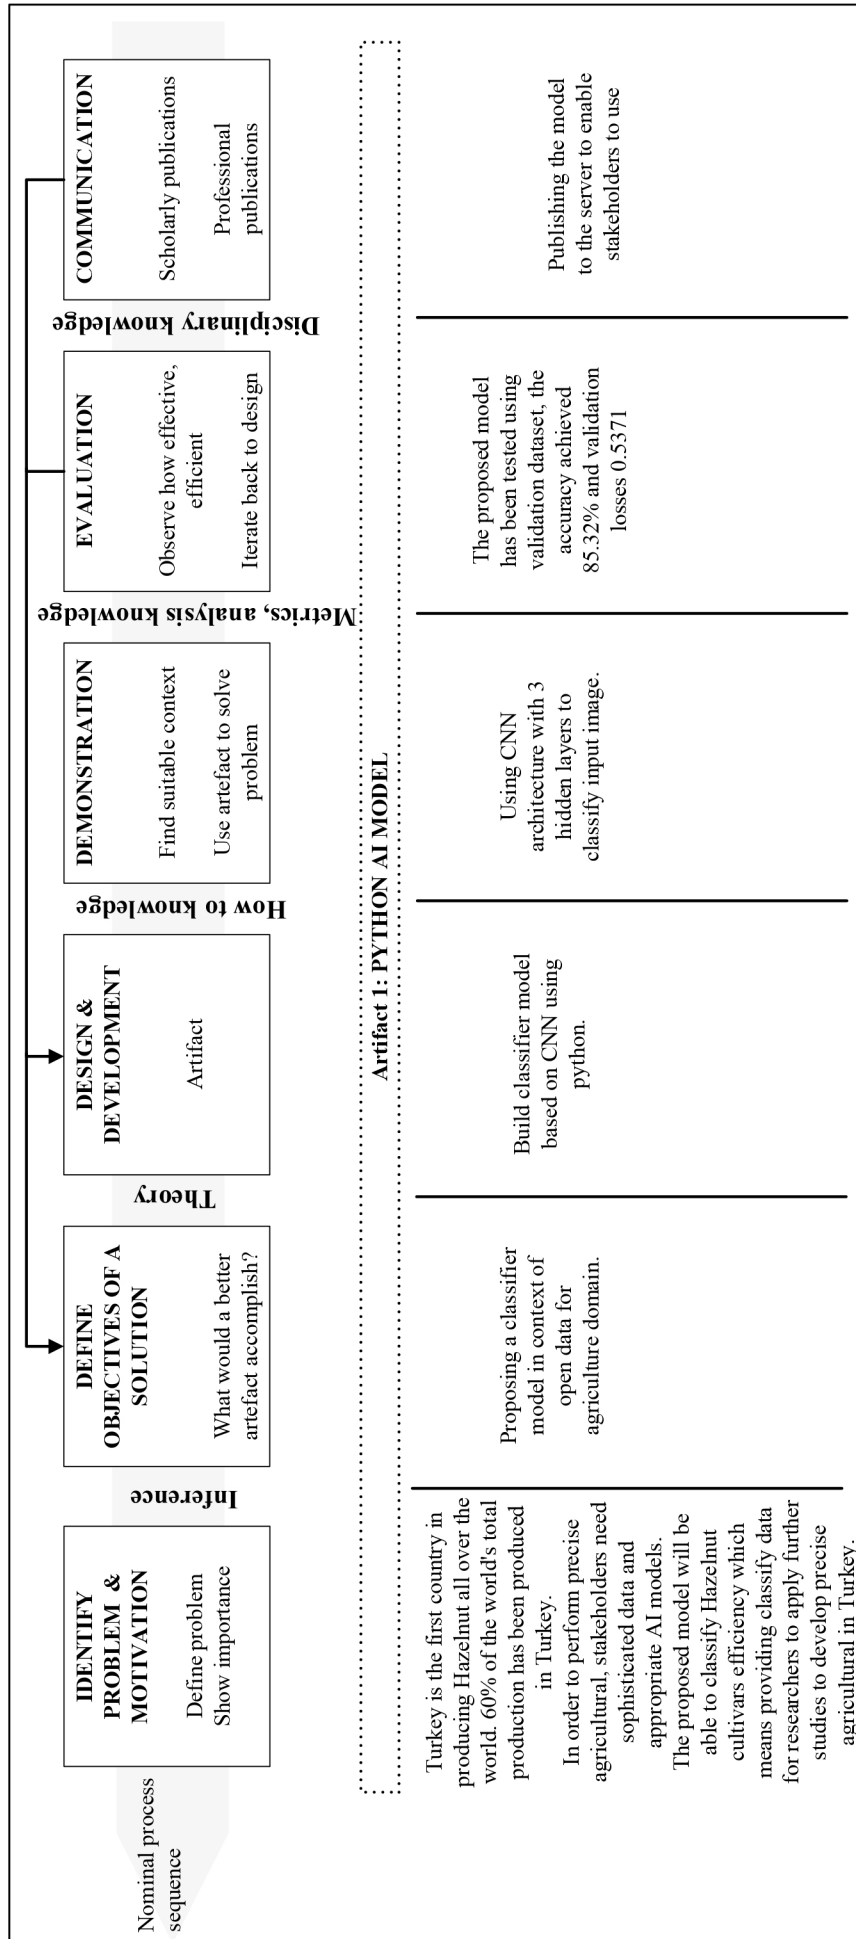 Nominal process
sequence
IDENTIFY
PROBLEM &
MOTIVATION
Define problem
Show importance
Inference
DEFINE
OBJECTIVES OF A
SOLUTION
What would a better
artefact accomplish?
Theory
DESIGN &
DEVELOPMENT
Artifact
How to knowledge
DEMONSTRATION
Find suitable context
Use artefact to solve
problem
Metrics, analysis knowledge
EVALUATION
Observe how effective,
efficient
Iterate back to design
Disciplinary knowledge
COMMUNICATION
Scholarly publications
Professional
publications
Artifact 1: PYTHON AI MODEL
Turkey is the first country in
producing Hazelnut all over the
world. 60% of the world's total
production has been produced
in Turkey.
In order to perform precise
agricultural, stakeholders need
sophisticated data and
appropriate AI models.
The proposed model will be
able to classify Hazelnut
cultivars efficiency which
means providing classify data
for researchers to apply further
studies to develop precise
agricultural in Turkey.
Proposing a classifier
model in context of
open data for
agriculture domain.
Build classifier model
based on CNN using
python.
Using CNN
architecture with 3
hidden layers to
classify input image.
The proposed model
has been tested using
validation dataset, the
accuracy achieved
85.32% and validation
losses 0.5371
Publishing the model
to the server to enable
stakeholders to use